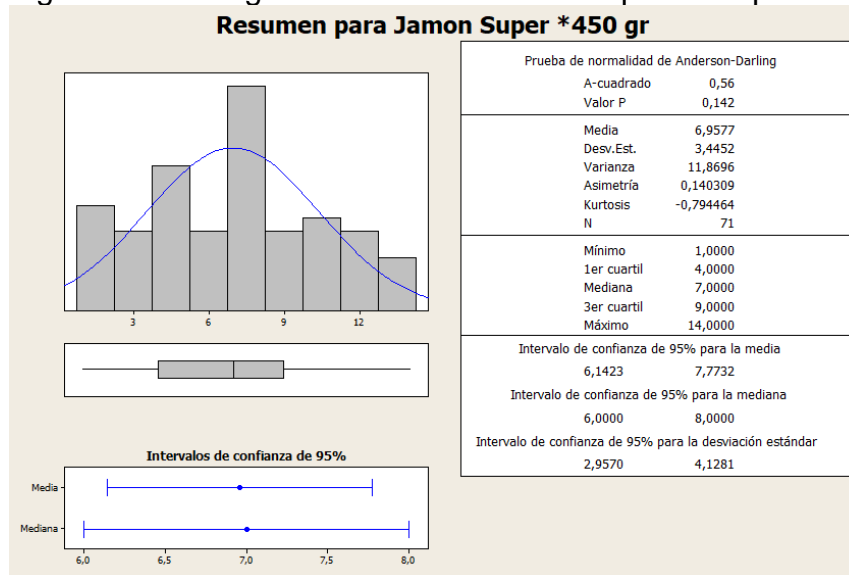 Resumen para Jamon Super *450 gr
3 6 9 12
Intervalos de confianza de 95%
Media
Mediana
6,0 6,5 7,0 7,5 8,0
Prueba de normalidad de Anderson-Darling
A-cuadrado 0,56
Valor P 0,142
Media 6,9577
Desv.Est. 3,4452
Varianza 11,8696
Asimetría 0,140309
Kurtosis -0,794464
N 71
Mínimo 1,0000
1er cuartil 4,0000
Mediana 7,0000
3er cuartil 9,0000
Máximo 14,0000
Intervalo de confianza de 95% para la media
6,1423 7,7732
Intervalo de confianza de 95% para la mediana
6,0000 8,0000
Intervalo de confianza de 95% para la desviación estándar
2,9570 4,1281